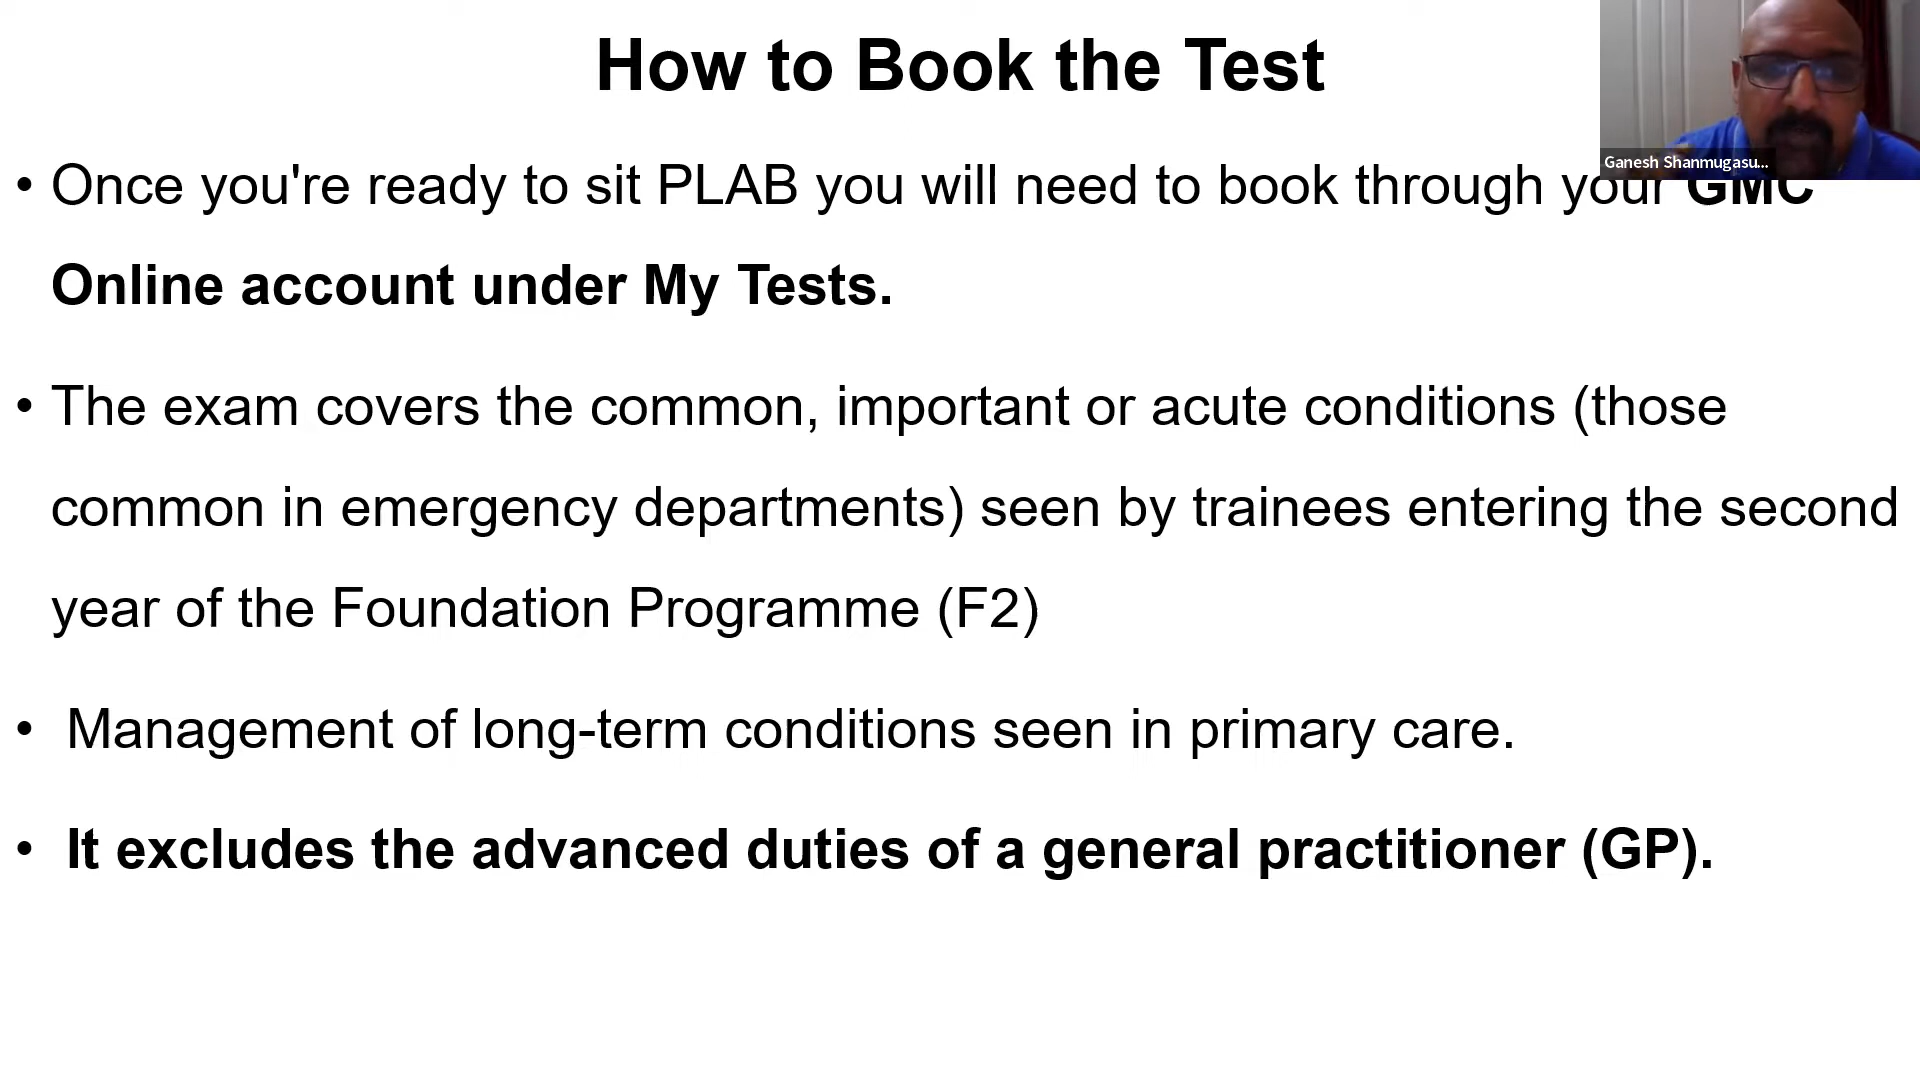 How to Book the Test
Ganesh Shanmugasu...
• Once you're ready to sit PLAB you will need to book through your GMC
Online account under My Tests.
• The exam covers the common, important or acute conditions (those
common in emergency departments) seen by trainees entering the second
year of the Foundation Programme (F2)
• Management of long-term conditions seen in primary care.
• It excludes the advanced duties of a general practitioner (GP).